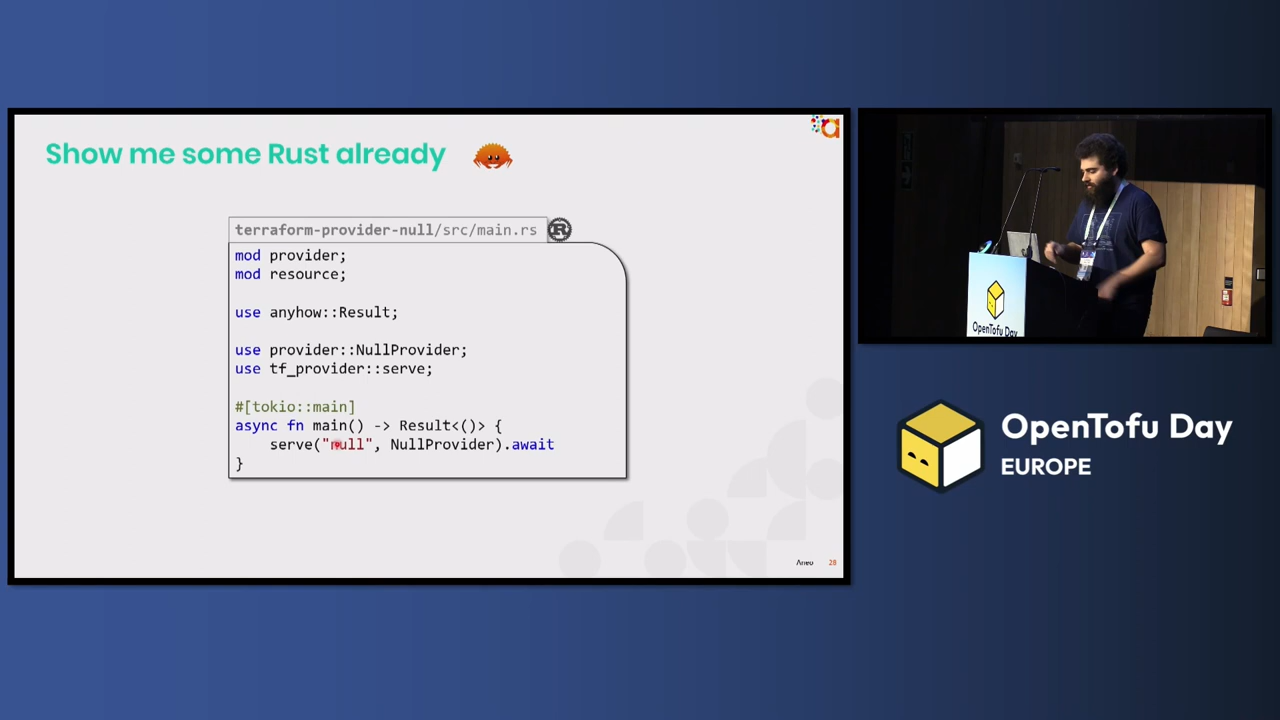 Show me some Rust already
terraform-provider-null/src/main.rs
mod provider;
mod resource;
use anyhow::Result;
use provider::NullProvider;
use tf_provider::serve;
#[tokio::main]
async fn main() -> Result<()> {
    serve("null", NullProvider).await
}
Aneo 28
OpenTofu Day
OpenTofu Day
EUROPE